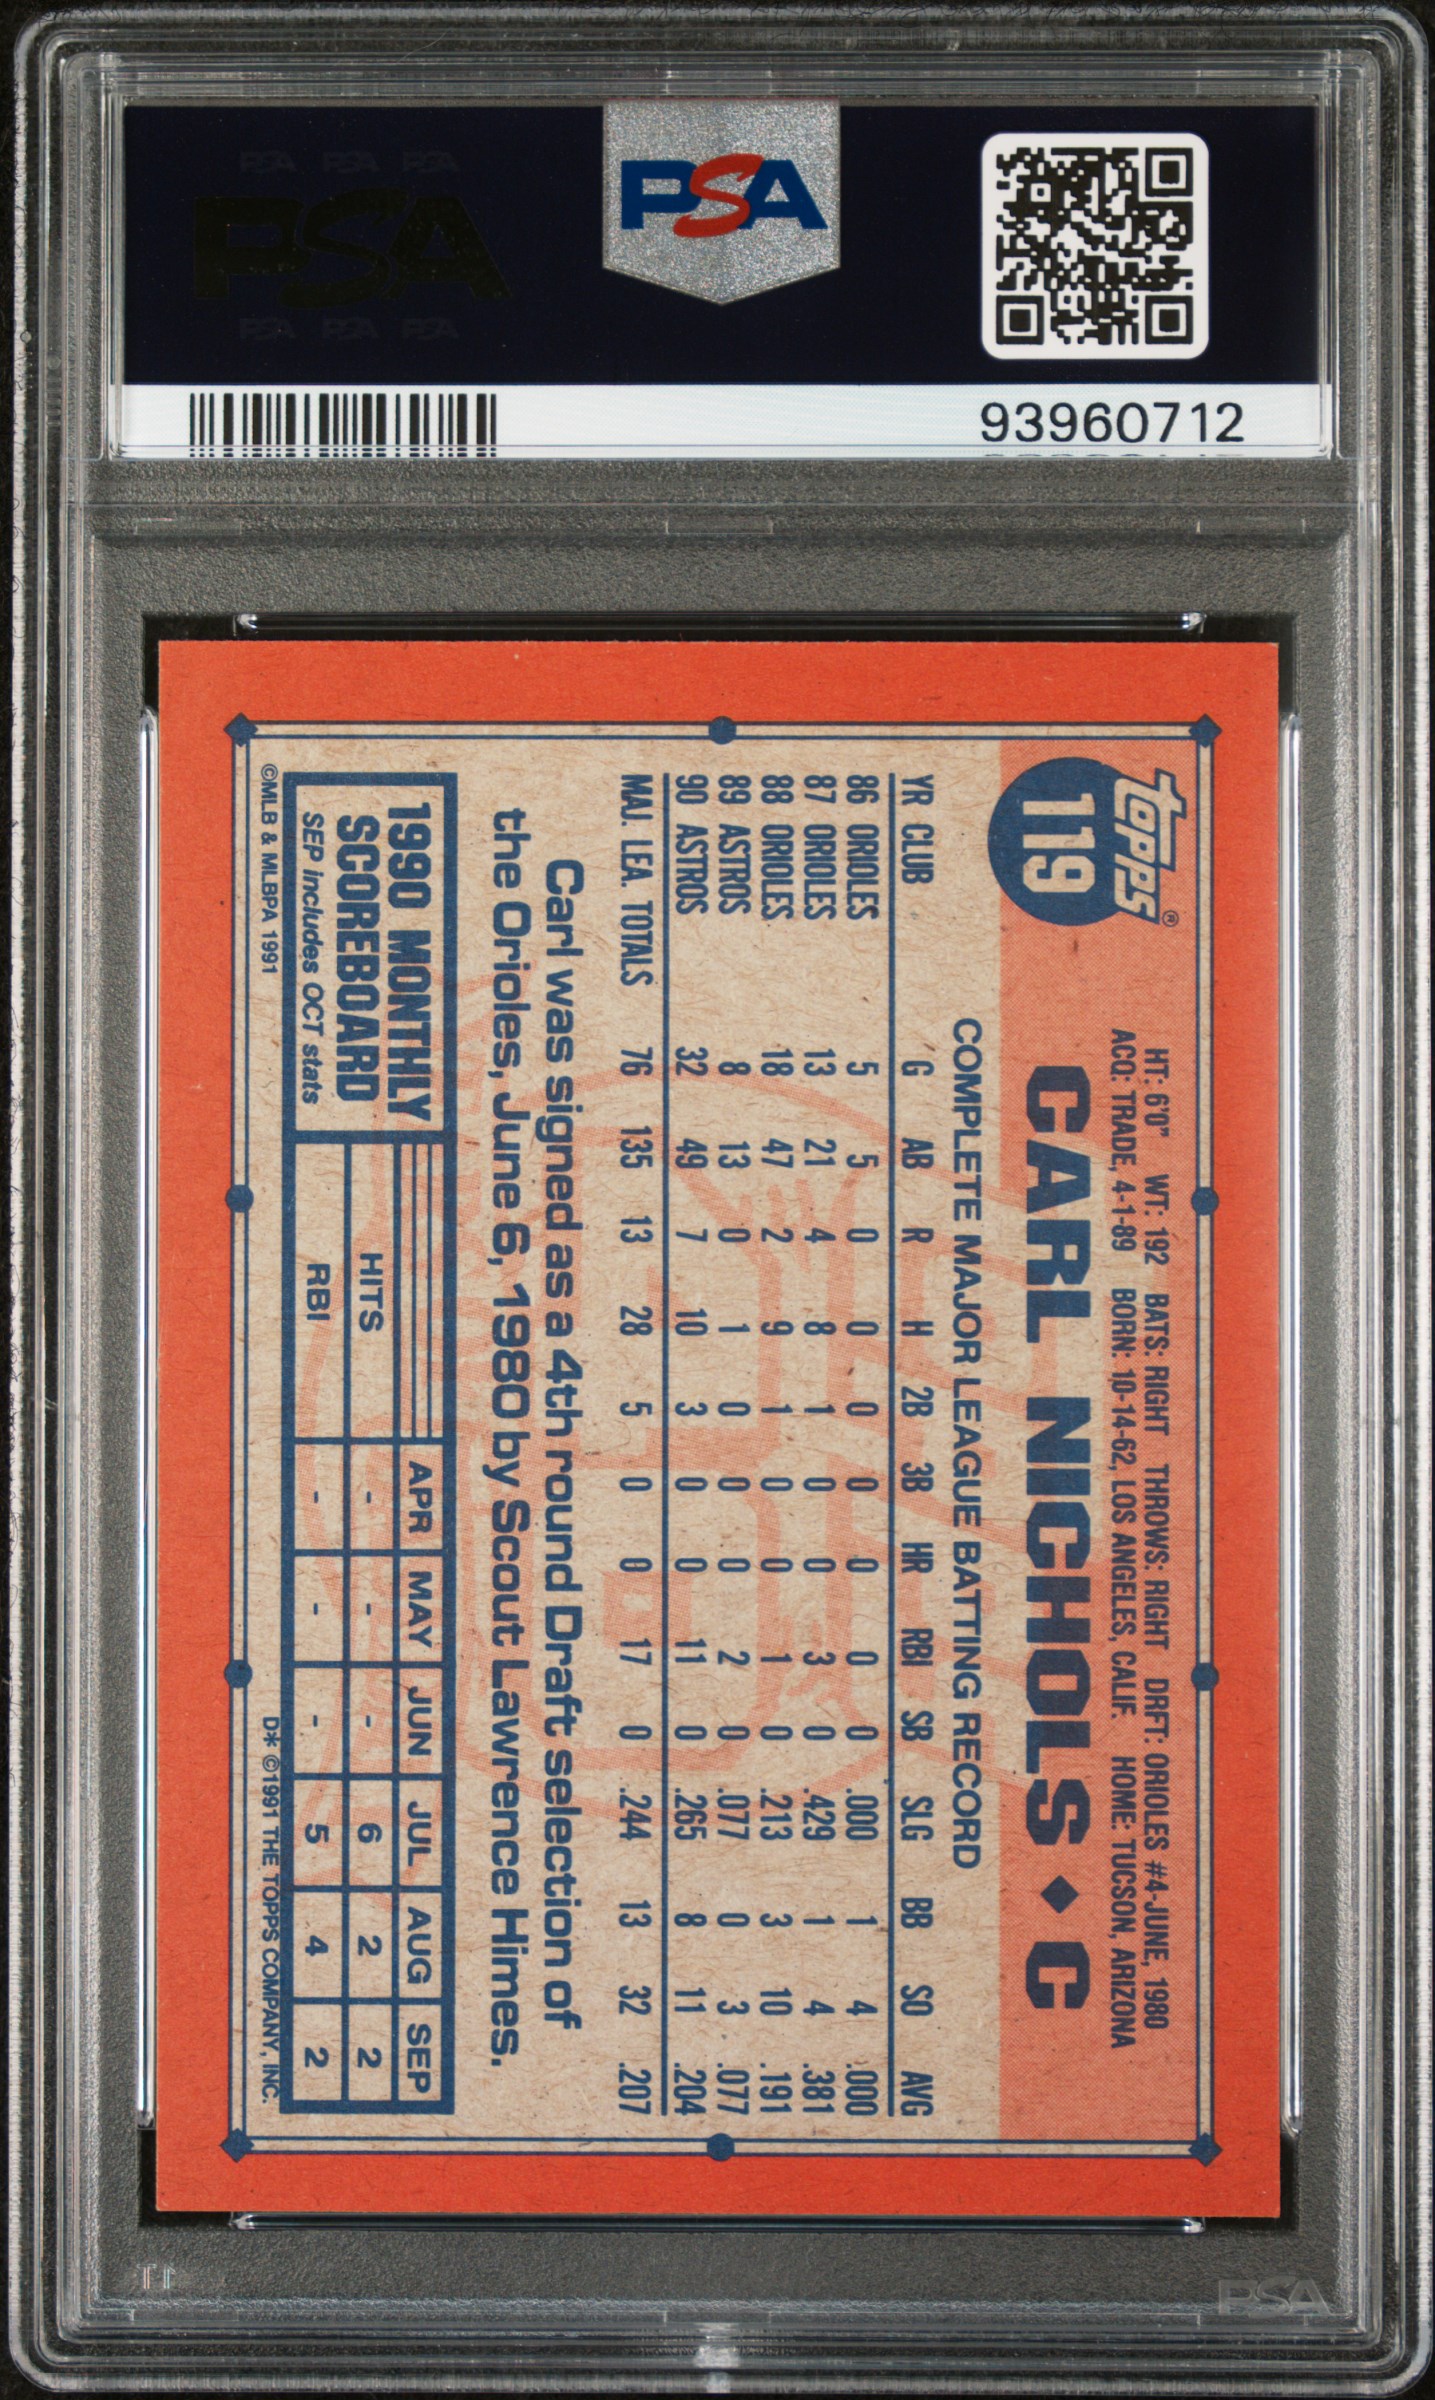 PSA PSA PSA
PSA
PSA PSA PSA
PSA
93960712
topps®
119
HT: 6'0" WT: 192 BATS: RIGHT THROWS: RIGHT DRFT: ORIOLES #4-JUNE, 1980
ACQ: TRADE, 4-1-89 BORN: 10-14-62, LOS ANGELES, CALIF. HOME: TUCSON, ARIZONA
CARL NICHOLS ♦ C
COMPLETE MAJOR LEAGUE BATTING RECORD
YR CLUB G AB R H 2B 3B HR RBI SB SLG BB SO AVG
86 ORIOLES 5 5 0 0 0 0 0 0 0 .000 1 4 .000
87 ORIOLES 13 21 4 8 1 0 0 3 0 .429 1 4 .381
88 ORIOLES 18 47 2 9 1 0 0 1 0 .213 3 10 .191
89 ASTROS 8 13 0 1 0 0 0 2 0 .077 0 3 .077
90 ASTROS 32 49 7 10 3 0 0 11 0 .265 8 11 .204
MAJ. LEA. TOTALS 76 135 13 28 5 0 0 17 0 .244 13 32 .207
Carl was signed as a 4th round Draft selection of
the Orioles, June 6, 1980 by Scout Lawrence Himes.
1990 MONTHLY
SCOREBOARD
SEP includes OCT stats
APR MAY JUN JUL AUG SEP
HITS - - - 6 2 2
RBI - - - 5 4 2
©MLB & MLBPA 1991
D* ©1991 THE TOPPS COMPANY, INC.
PSA